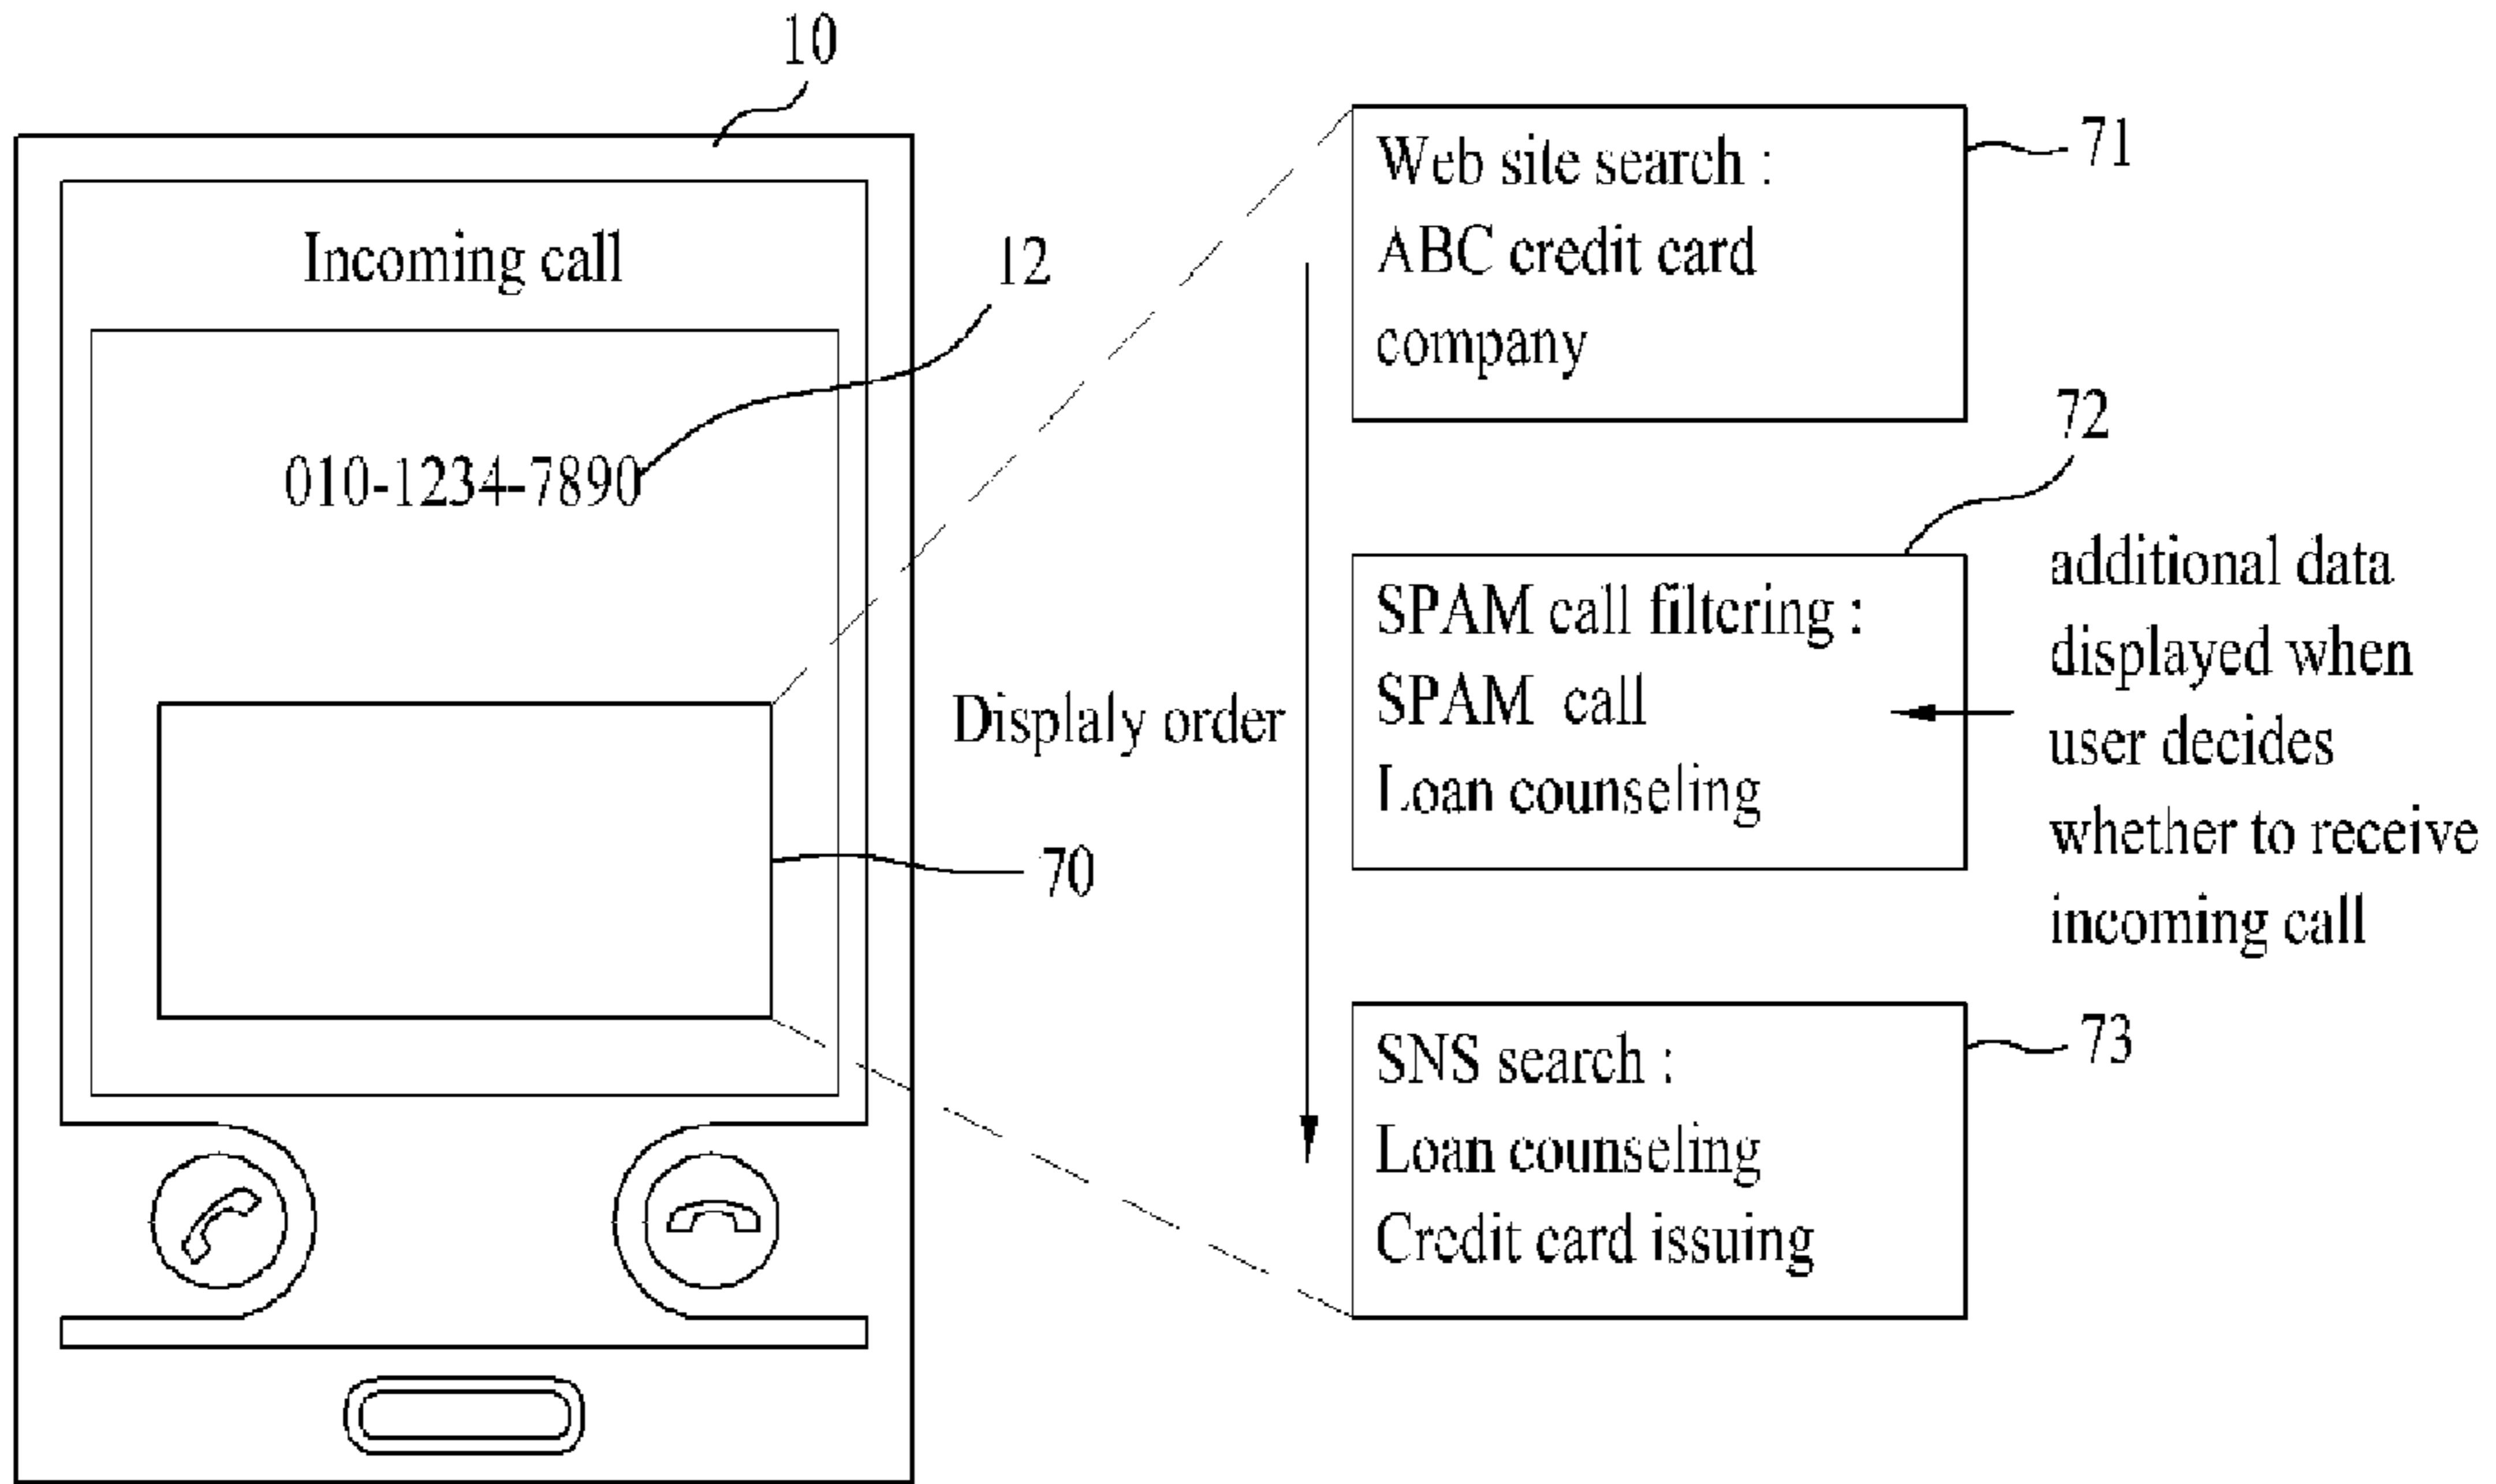 10
Incoming call
12
010-1234-7890
70
Displaly order
71
Web site search :
ABC credit card
company
72
SPAM call filtering :
SPAM call
Loan counseling
additional data
displayed when
user decides
whether to receive
incoming call
73
SNS search :
Loan counseling
Credit card issuing